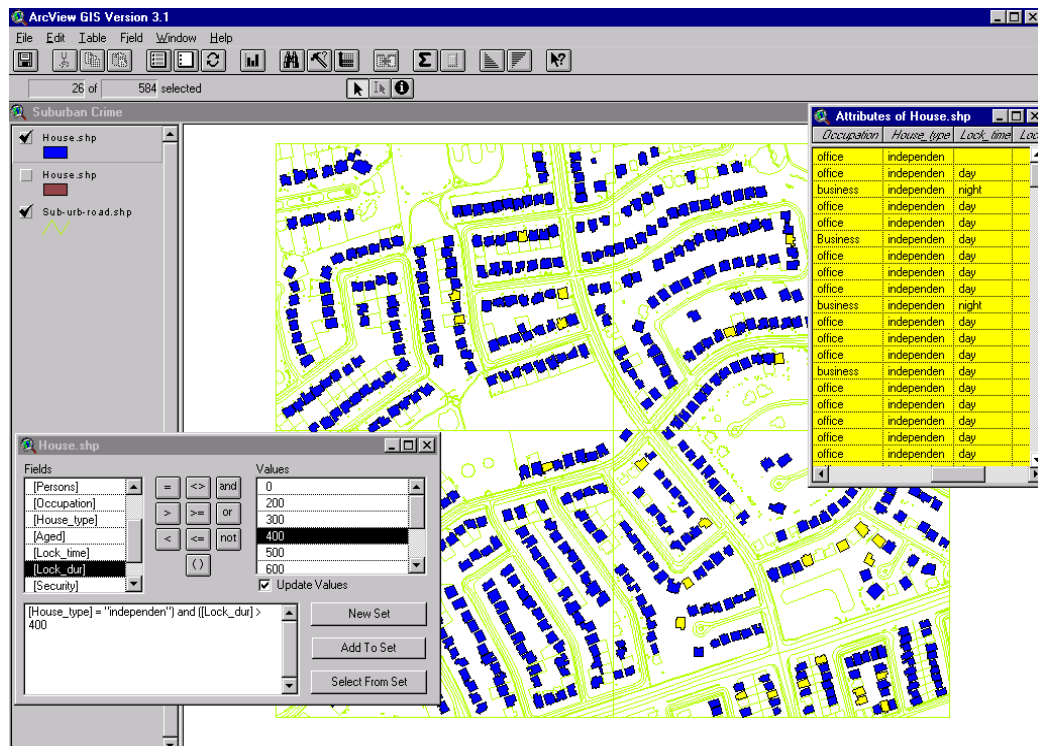 ArcView GIS Version 3.1
File Edit Table Field Window Help
26 of 584 selected
Suburban Crime
House.shp
House.shp
Sub-urb-road.shp
Attributes of House.shp
Occupation House_type Lock_time Loc
office independen
office independen day
business independen night
office independen day
office independen day
Business independen day
office independen day
office independen day
office independen day
business independen night
office independen day
office independen day
office independen day
business independen day
office independen day
office independen day
office independen day
office independen day
office independen day
House.shp
Fields Values
[Persons]
[Occupation]
[House_type]
[Aged]
[Lock_time]
[Lock_dur]
[Security]
= <> and
> >= or
< <= not
( )
0
200
300
400
500
600
Update Values
[House_type] = "independen") and ([Lock_dur] >
400
New Set
Add To Set
Select From Set